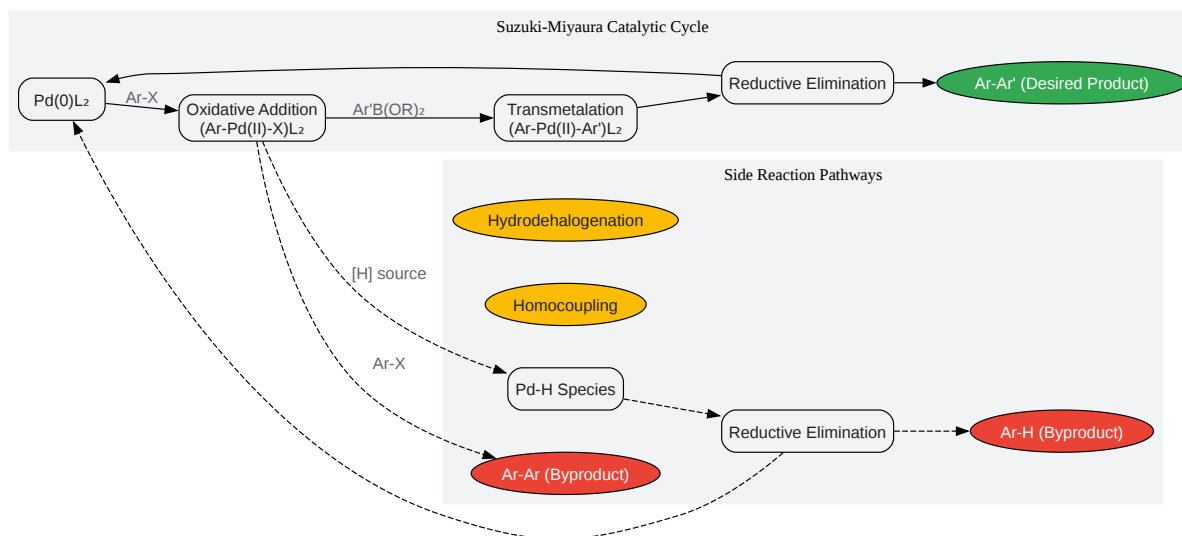 Suzuki-Miyaura Catalytic Cycle
Pd(0)L₂
Ar-X
Oxidative Addition
(Ar-Pd(II)-X)L₂
Ar'B(OR)₂
Transmetalation
(Ar-Pd(II)-Ar')L₂
Reductive Elimination
Ar-Ar' (Desired Product)
Side Reaction Pathways
Hydrodehalogenation
[H] source
Homocoupling
Ar-X
Pd-H Species
Reductive Elimination
Ar-H (Byproduct)
Ar-Ar (Byproduct)